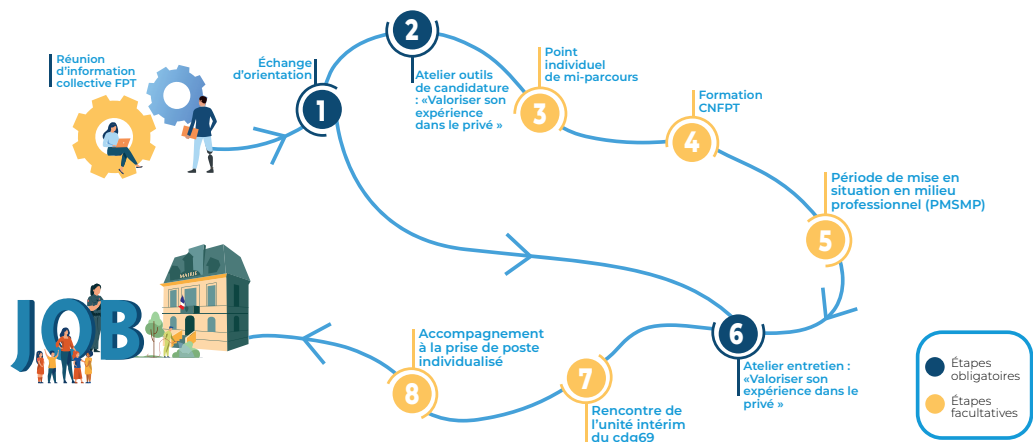 Réunion
d'information
collective FPT
Échange
d'orientation
1
2
Atelier outils
de candidature
: «Valoriser son
expérience
dans le privé »
Point
individuel
de mi-parcours
3
Formation
CNFPT
4
Période de mise en
situation en milieu
professionnel (PMSMP)
5
6
Atelier entretien :
«Valoriser son
expérience dans le
privé »
7
Rencontre de
l'unité intérim
du cdg69
Accompagnement
à la prise de poste
individualisé
8
MAIRIE
JOB
Étapes
obligatoires
Étapes
facultatives